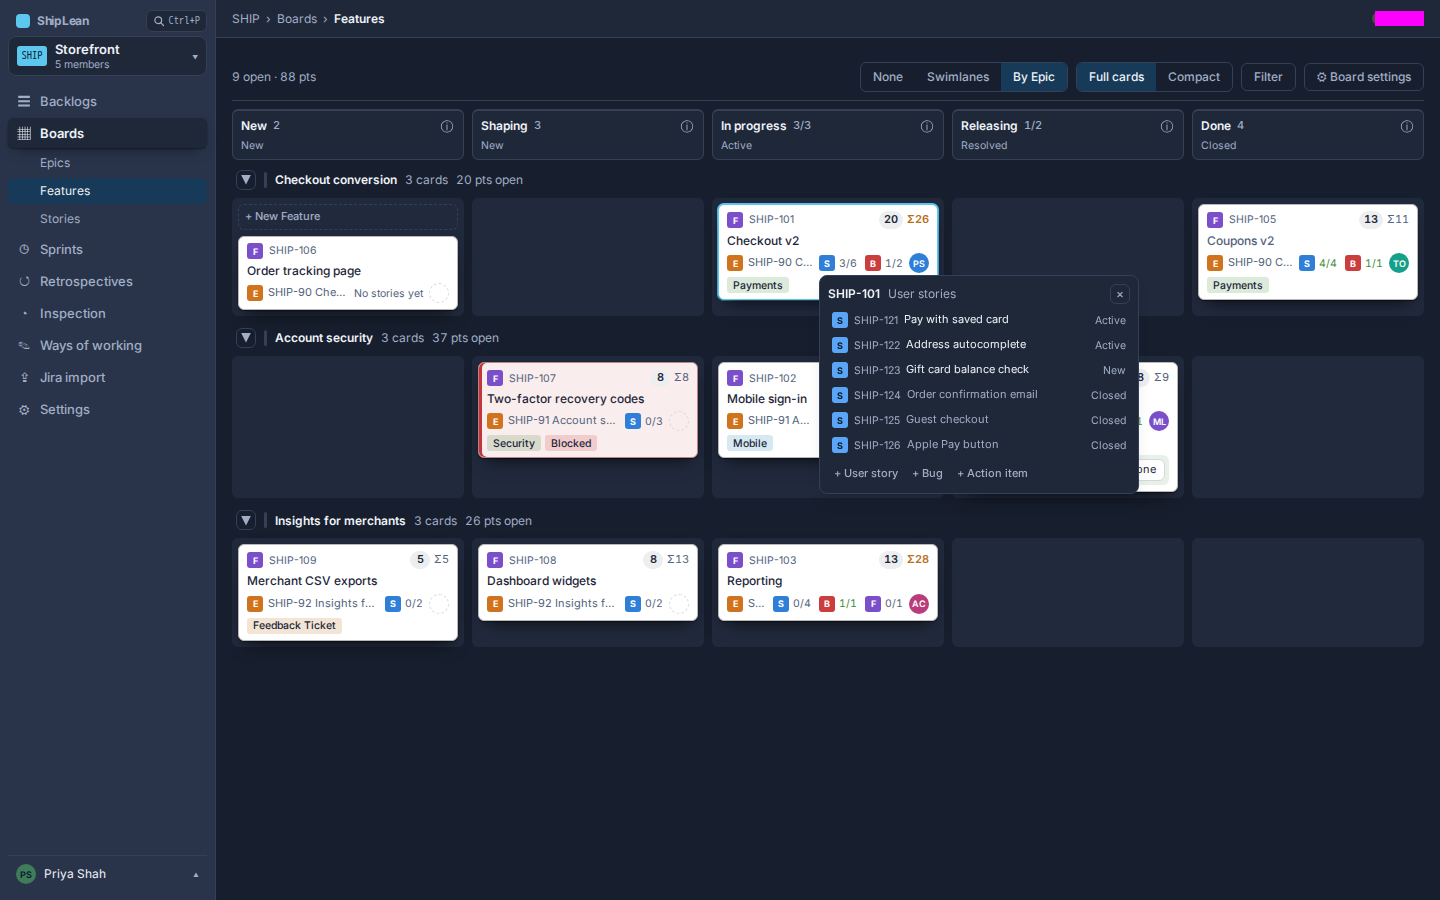 ShipLean
Ctrl+P
SHIP
Storefront
5 members
Backlogs
Boards
Epics
Features
Stories
Sprints
Retrospectives
Inspection
Ways of working
Jira import
Settings
PS
Priya Shah
SHIP › Boards › Features
9 open · 88 pts
None
Swimlanes
By Epic
Full cards
Compact
Filter
Board settings
New 2
New
Shaping 3
New
In progress 3/3
Active
Releasing 1/2
Resolved
Done 4
Closed
Checkout conversion 3 cards 20 pts open
+ New Feature
F SHIP-106
Order tracking page
E SHIP-90 Che... No stories yet
F SHIP-101 20 Σ26
Checkout v2
E SHIP-90 C... S 3/6 B 1/2 PS
Payments
F SHIP-105 13 Σ11
Coupons v2
E SHIP-90 C... S 4/4 B 1/1 TO
Payments
SHIP-101 User stories
S SHIP-121 Pay with saved card Active
S SHIP-122 Address autocomplete Active
S SHIP-123 Gift card balance check New
S SHIP-124 Order confirmation email Closed
S SHIP-125 Guest checkout Closed
S SHIP-126 Apple Pay button Closed
+ User story + Bug + Action item
Account security 3 cards 37 pts open
F SHIP-107 8 Σ8
Two-factor recovery codes
E SHIP-91 Account s... S 0/3
Security Blocked
F SHIP-102
Mobile sign-in
E SHIP-91 A...
Mobile
Σ9
ML
Insights for merchants 3 cards 26 pts open
F SHIP-109 5 Σ5
Merchant CSV exports
E SHIP-92 Insights f... S 0/2
Feedback Ticket
F SHIP-108 8 Σ13
Dashboard widgets
E SHIP-92 Insights f... S 0/2
F SHIP-103 13 Σ28
Reporting
E S... S 0/4 B 1/1 F 0/1 AC